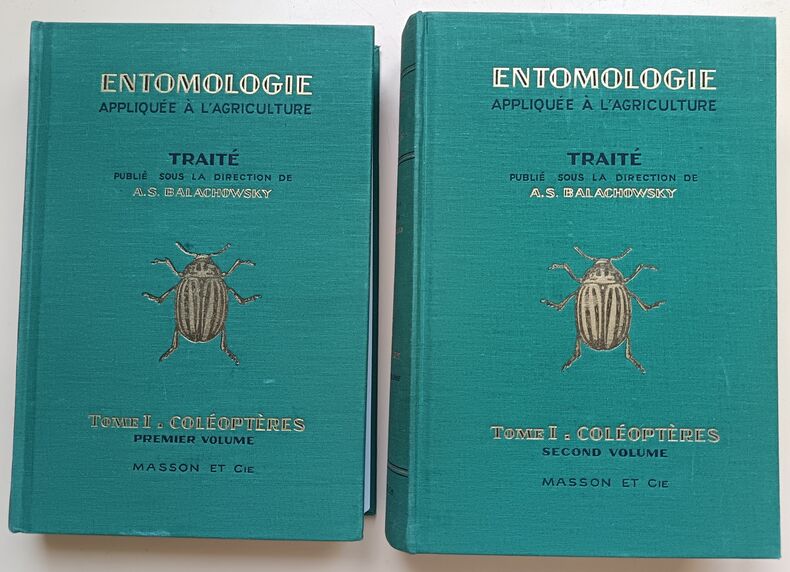 ENTOMOLOGIE
APPLIQUÉE À L'AGRICULTURE
TRAITÉ
PUBLIÉ SOUS LA DIRECTION DE
A.S. BALACHOWSKY
TOME I. COLÉOPTÈRES
PREMIER VOLUME
MASSON ET CIE
ENTOMOLOGIE
APPLIQUÉE À L'AGRICULTURE
TRAITÉ
PUBLIÉ SOUS LA DIRECTION DE
A.S. BALACHOWSKY
TOME I. COLÉOPTÈRES
SECOND VOLUME
MASSON ET CIE